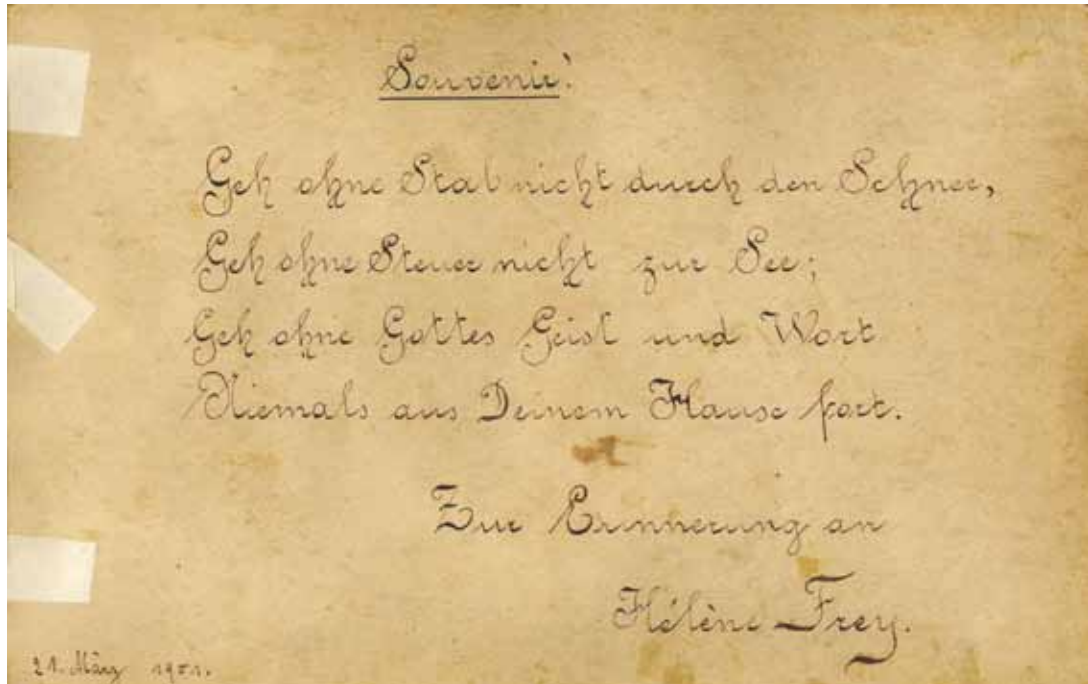 Souvenir!
Geh ohne Stab nicht durch den Schnee,
Geh ohne Steuer nicht zur See;
Geh ohne Gottes Geist und Wort
Niemals aus Deinem Hause fort.
Zur Erinnerung an
Hélène Frey.
21. März 1901.